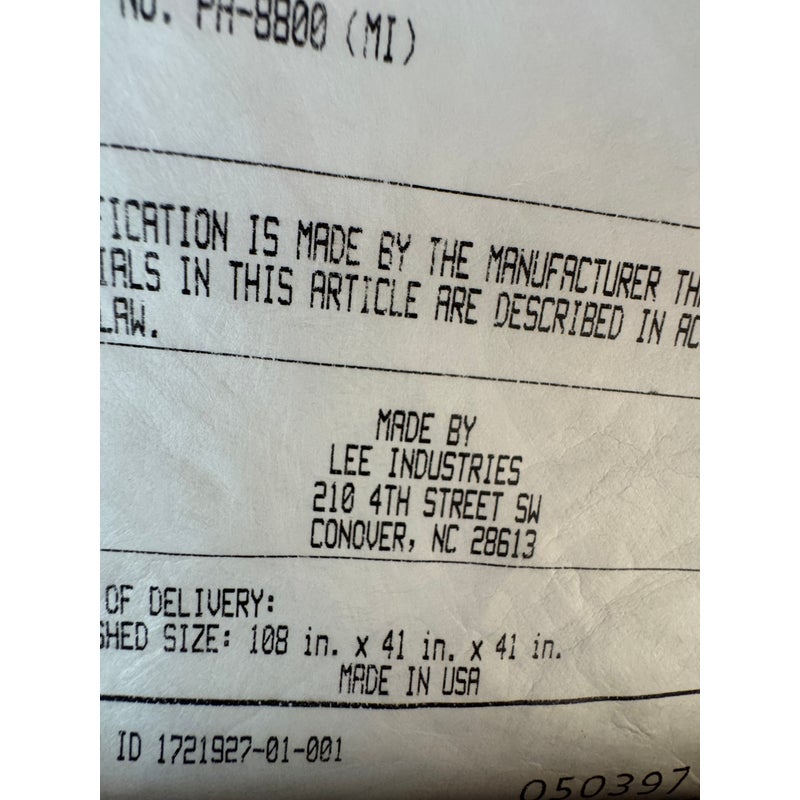 NO. PA-8800 (MI)
FICATION IS MADE BY THE MANUFACTURER TH
IALS IN THIS ARTICLE ARE DESCRIBED IN AC
LAW.
MADE BY
LEE INDUSTRIES
210 4TH STREET SW
CONOVER, NC 28613
OF DELIVERY:
SHED SIZE: 108 in. x 41 in. x 41 in.
MADE IN USA
ID 1721927-01-001
050397